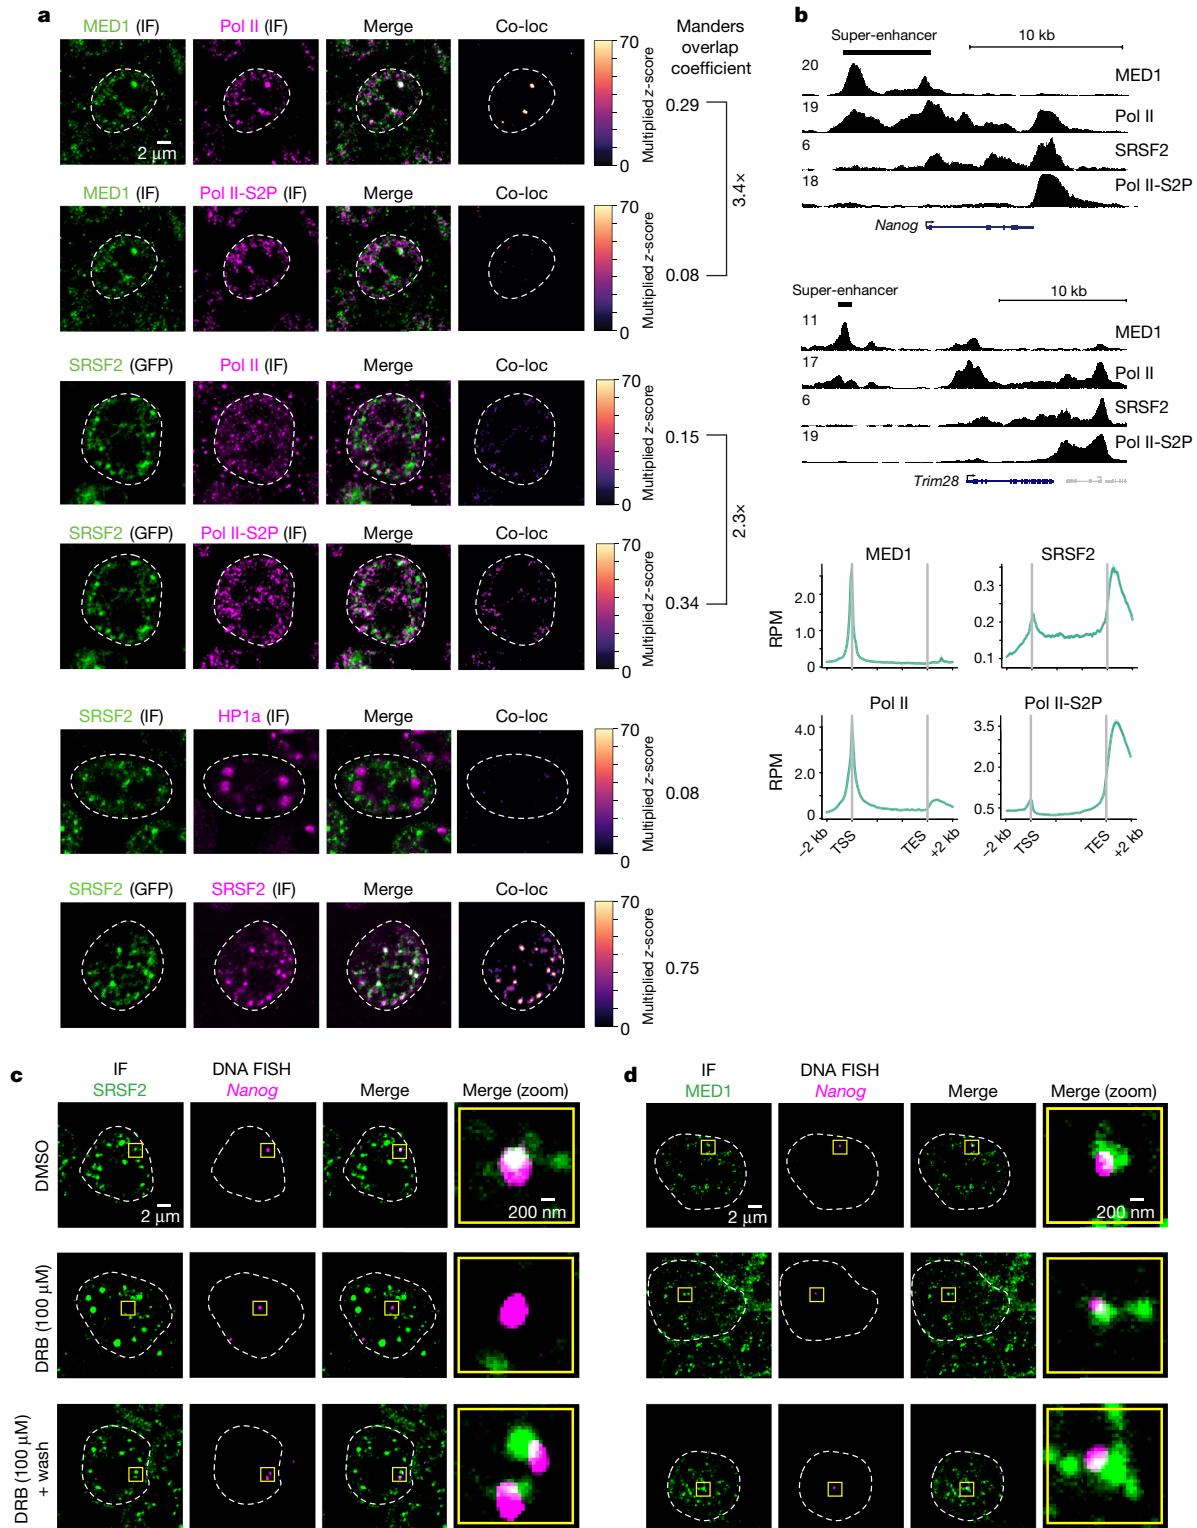 a
MED1 (IF) Pol II (IF) Merge Co-loc
Manders overlap coefficient
2 μm
70
0
Multiplied z-score
0.29
MED1 (IF) Pol II-S2P (IF) Merge Co-loc
70
0
Multiplied z-score
0.08
3.4×
SRSF2 (GFP) Pol II (IF) Merge Co-loc
70
0
Multiplied z-score
0.15
SRSF2 (GFP) Pol II-S2P (IF) Merge Co-loc
70
0
Multiplied z-score
0.34
2.3×
SRSF2 (IF) HP1a (IF) Merge Co-loc
70
0
Multiplied z-score
0.08
SRSF2 (GFP) SRSF2 (IF) Merge Co-loc
70
0
Multiplied z-score
0.75
b
Super-enhancer 10 kb
20 MED1
19 Pol II
6 SRSF2
18 Pol II-S2P
Nanog
Super-enhancer 10 kb
11 MED1
17 Pol II
6 SRSF2
19 Pol II-S2P
Trim28
MED1 SRSF2
RPM
2.0
1.0
0
0.3
0.2
0.1
Pol II Pol II-S2P
RPM
4.0
2.0
0
3.5
2.5
1.5
0.5
−2 kb TSS TES +2 kb
−2 kb TSS TES +2 kb
c
IF DNA FISH
SRSF2 Nanog Merge Merge (zoom)
DMSO
2 μm
200 nm
DRB (100 μM)
DRB (100 μM)
+ wash
d
IF DNA FISH
MED1 Nanog Merge Merge (zoom)
2 μm
200 nm